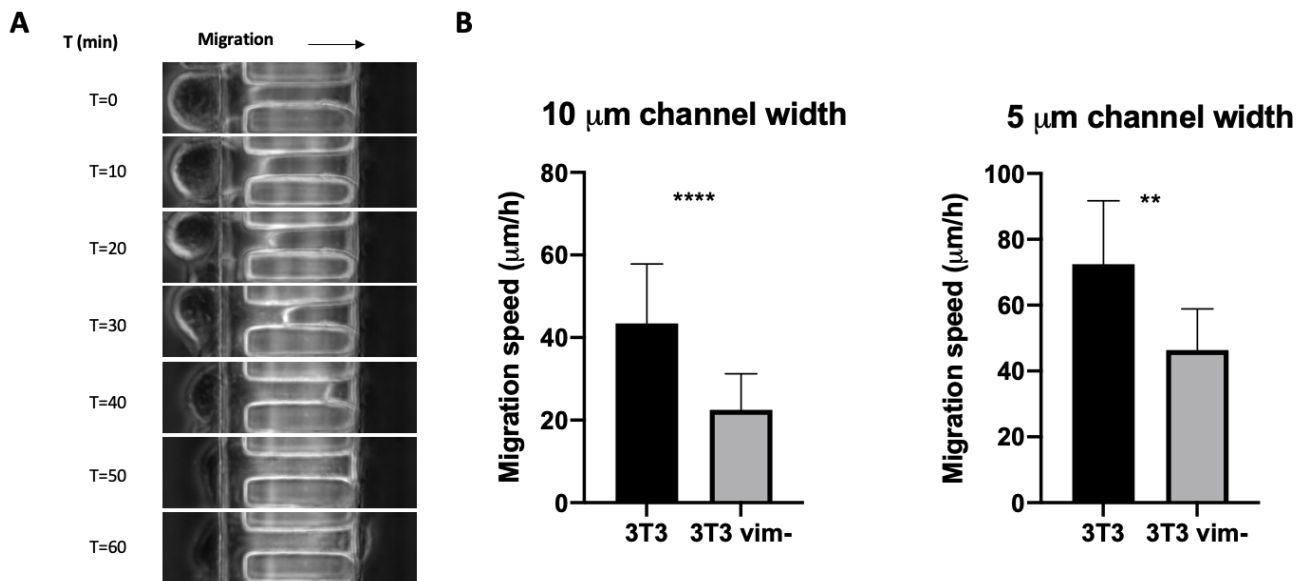 A
T (min) Migration
T=0
T=10
T=20
T=30
T=40
T=50
T=60
B
10 μm channel width
Migration speed (μm/h)
80
60
40
20
0
****
3T3 3T3 vim-
5 μm channel width
Migration speed (μm/h)
100
80
60
40
20
0
**
3T3 3T3 vim-